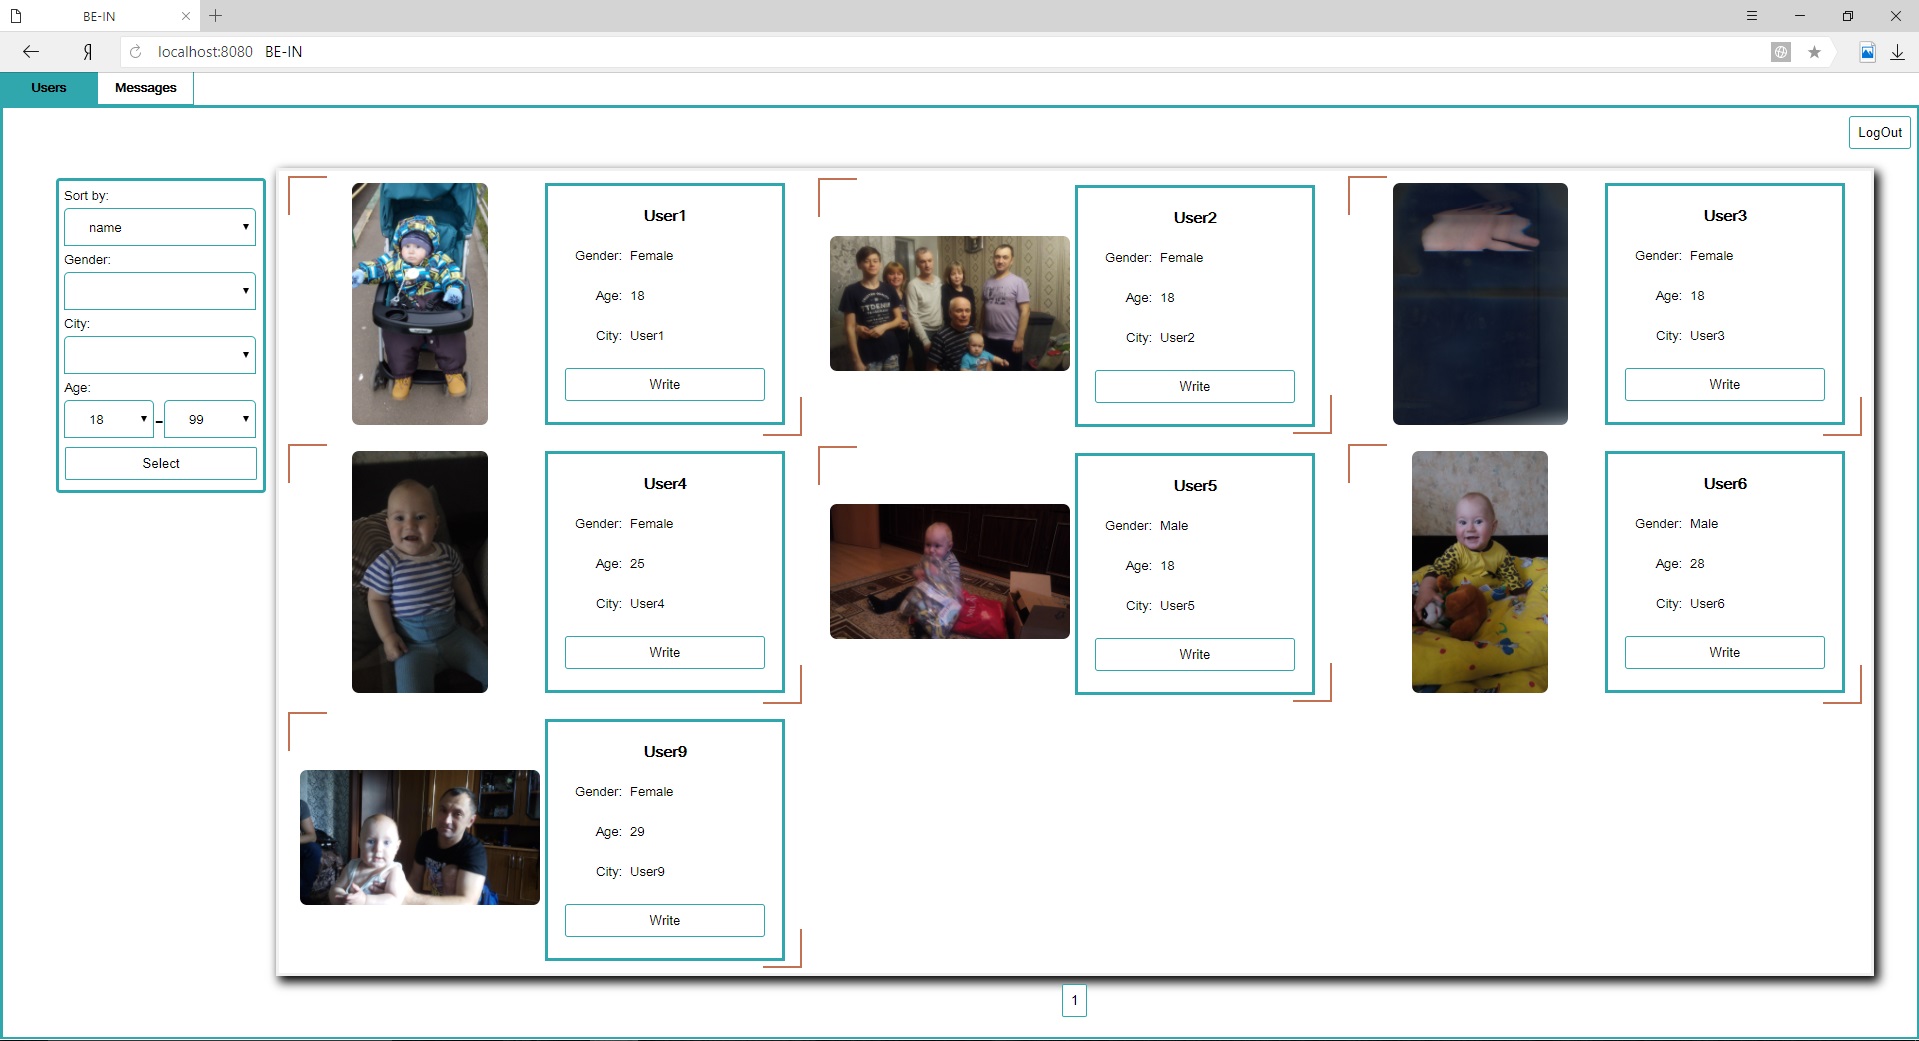 BE-IN
Я localhost:8080 BE-IN
Users Messages
LogOut
Sort by:
name
Gender:
City:
Age:
18 - 99
Select
User1
Gender: Female
Age: 18
City: User1
Write
User2
Gender: Female
Age: 18
City: User2
Write
User3
Gender: Female
Age: 18
City: User3
Write
User4
Gender: Female
Age: 25
City: User4
Write
User5
Gender: Male
Age: 18
City: User5
Write
User6
Gender: Male
Age: 28
City: User6
Write
User9
Gender: Female
Age: 29
City: User9
Write
1